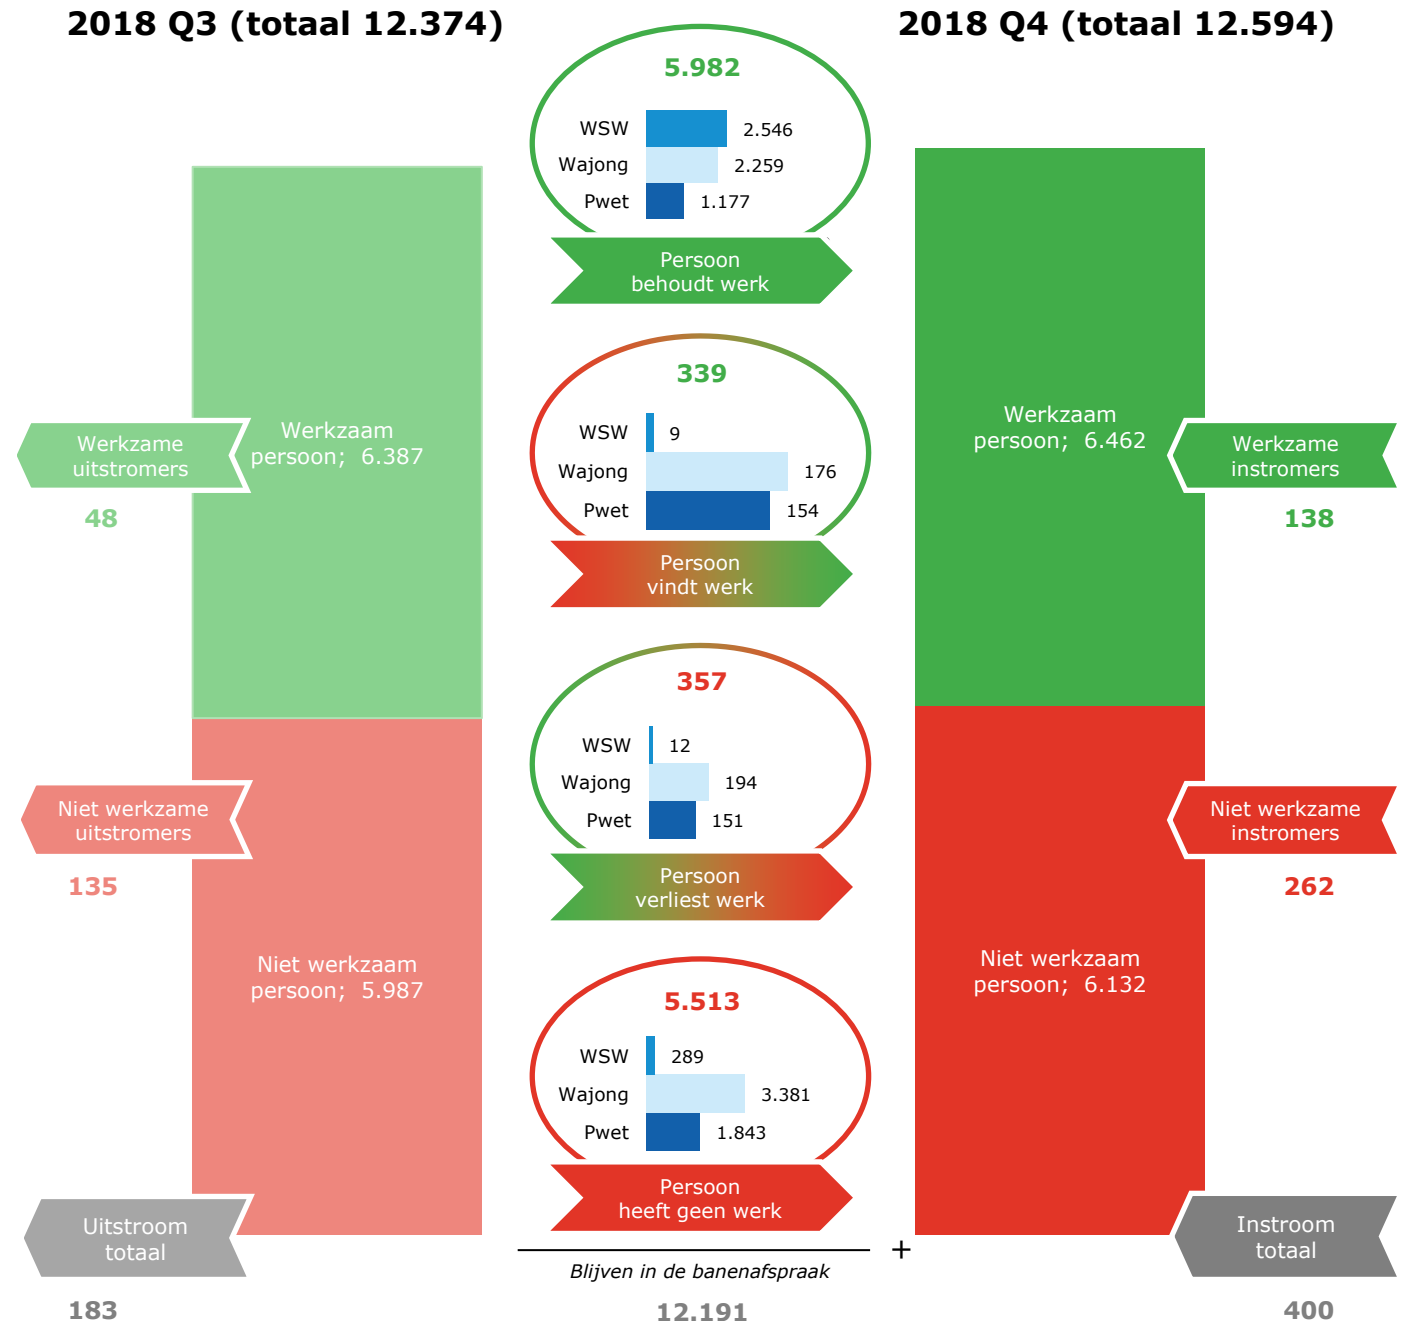 2018 Q3 (totaal 12.374)
2018 Q4 (totaal 12.594)
5.982
WSW 2.546
Wajong 2.259
Pwet 1.177
Persoon
behoudt werk
339
WSW 9
Wajong 176
Pwet 154
Persoon
vindt werk
357
WSW 12
Wajong 194
Pwet 151
Persoon
verliest werk
5.513
WSW 289
Wajong 3.381
Pwet 1.843
Persoon
heeft geen werk
Werkzaam
persoon; 6.387
Werkzame
uitstromers
48
Niet werkzame
uitstromers
135
Niet werkzaam
persoon; 5.987
Uitstroom
totaal
183
Werkzaam
persoon; 6.462
Werkzame
instromers
138
Niet werkzame
instromers
262
Niet werkzaam
persoon; 6.132
Instroom
totaal
400
+
Blijven in de banenafspraak
12.191